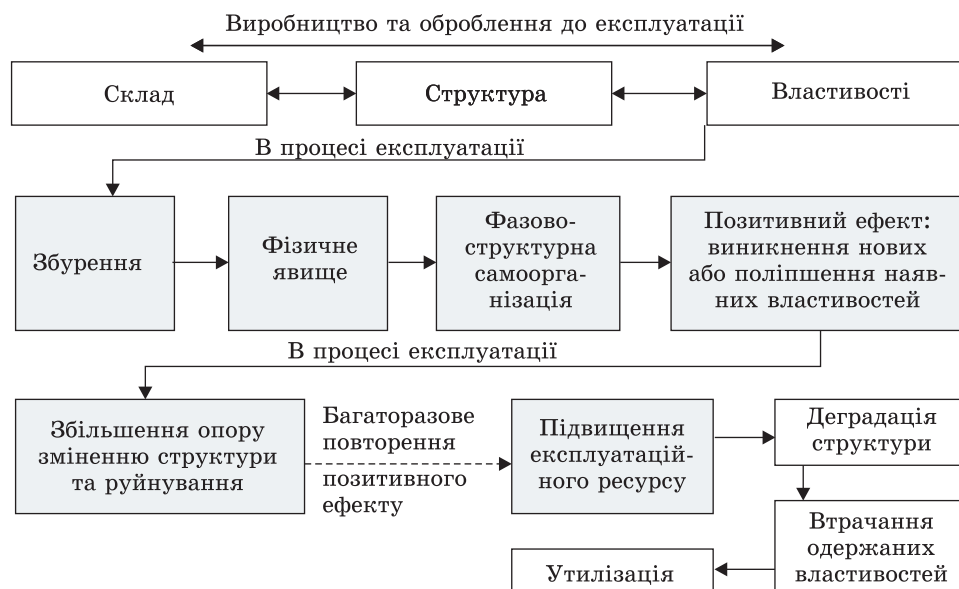 Виробництво та оброблення до експлуатації
Склад
Структура
Властивості
В процесі експлуатації
Збурення
Фізичне
явище
Фазово-
структурна
самоорга-
нізація
Позитивний ефект:
виникнення нових
або поліпшення наяв-
них властивостей
В процесі експлуатації
Збільшення опору
зміненню структури
та руйнування
Багаторазове
повторення
позитивного
ефекту
Підвищення
експлуатацій-
ного ресурсу
Деградація
структури
Втрачання
одержаних
властивостей
Утилізація